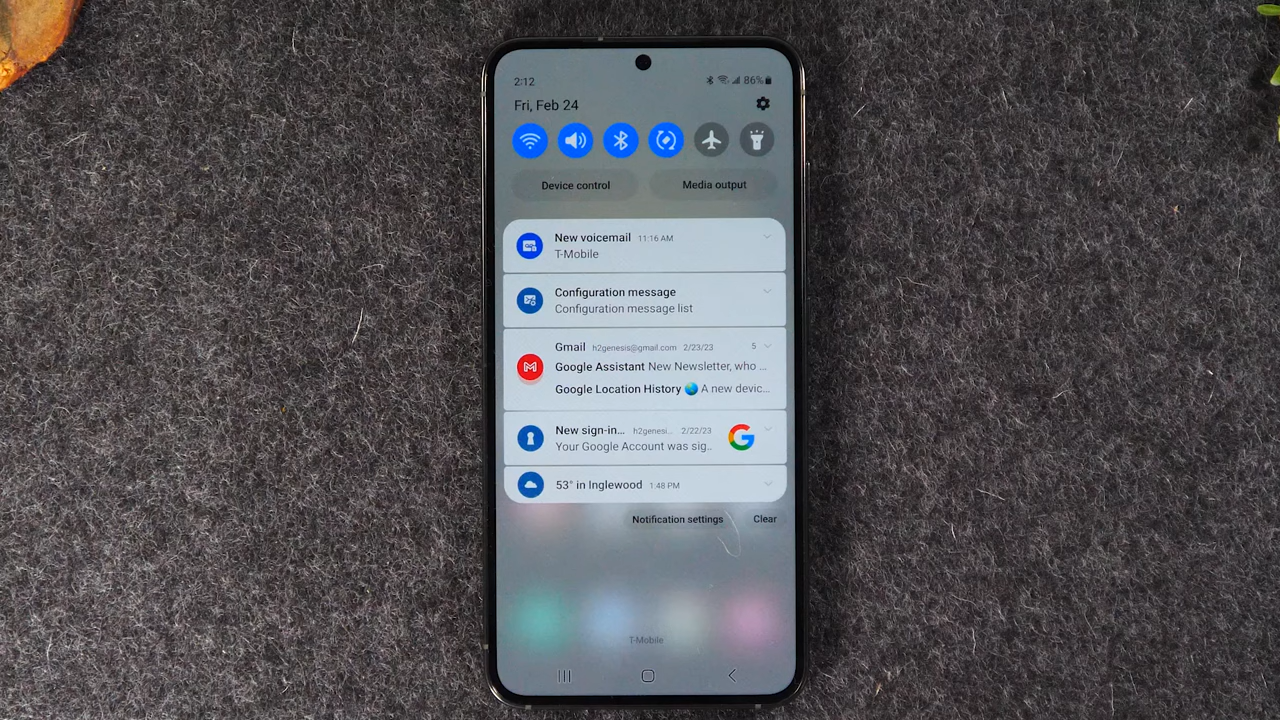 2:12 86%
Fri, Feb 24
Device control Media output
New voicemail 11:16 AM
T-Mobile
Configuration message
Configuration message list
Gmail h2genesis@gmail.com 2/23/23 5
Google Assistant New Newsletter, who ...
Google Location History 🌏 A new devic...
New sign-in... h2genesi... 2/22/23
Your Google Account was sig..
53° in Inglewood 1:48 PM
Notification settings Clear
T-Mobile